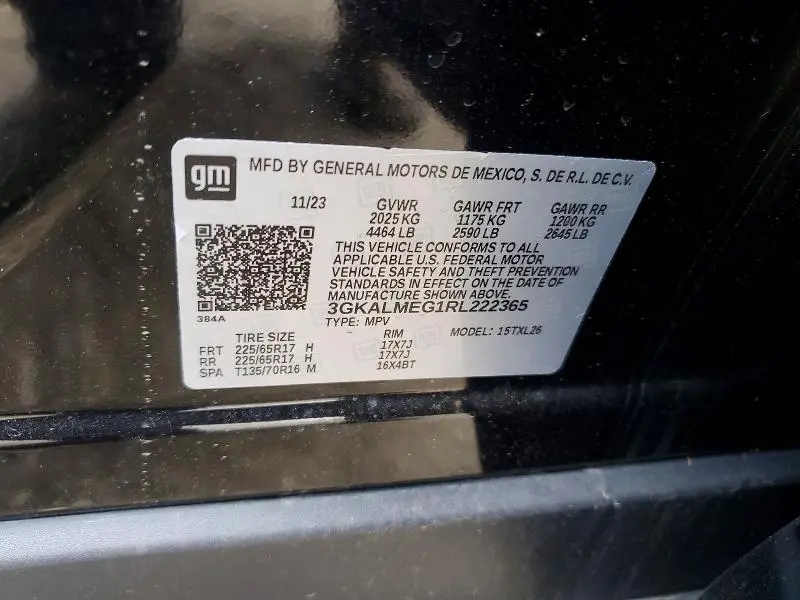 gm
MFD BY GENERAL MOTORS DE MEXICO, S. DE R.L. DE C.V.
11/23 GVWR GAWR FRT GAWR RR
2025 KG 1175 KG 1200 KG
4464 LB 2590 LB 2645 LB
THIS VEHICLE CONFORMS TO ALL
APPLICABLE U.S. FEDERAL MOTOR
VEHICLE SAFETY AND THEFT PREVENTION
STANDARDS IN EFFECT ON THE DATE OF
MANUFACTURE SHOWN ABOVE.
384A
3GKALMEG1RL222365
TYPE: MPV MODEL: 15TXL26
TIRE SIZE RIM
FRT 225/65R17 H 17X7J
RR 225/65R17 H 17X7J
SPA T135/70R16 M 16X4BT